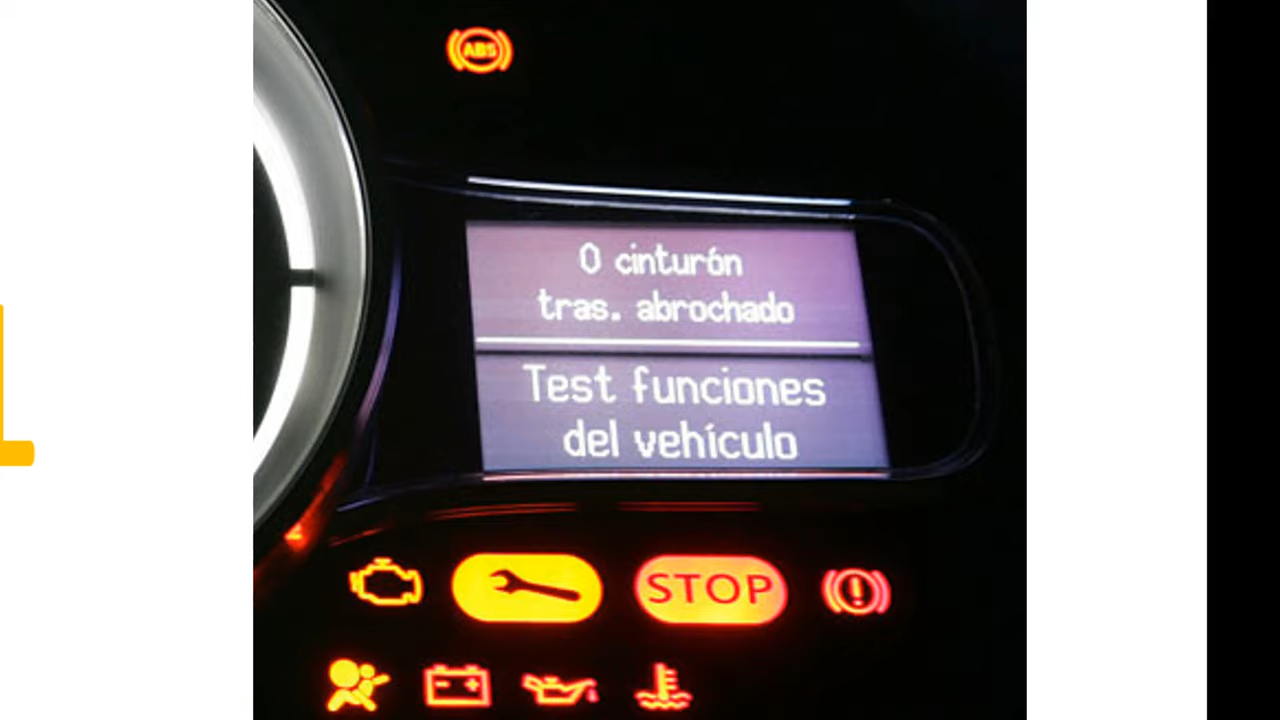 ABS
0 cinturón
tras. abrochado
Test funciones
del vehículo
STOP